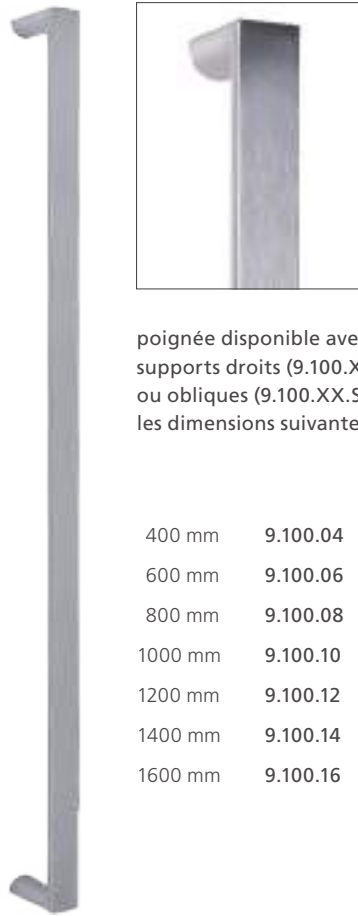 poignée disponible ave
supports droits (9.100.X
ou obliques (9.100.XX.S
les dimensions suivante
400 mm 9.100.04
600 mm 9.100.06
800 mm 9.100.08
1000 mm 9.100.10
1200 mm 9.100.12
1400 mm 9.100.14
1600 mm 9.100.16